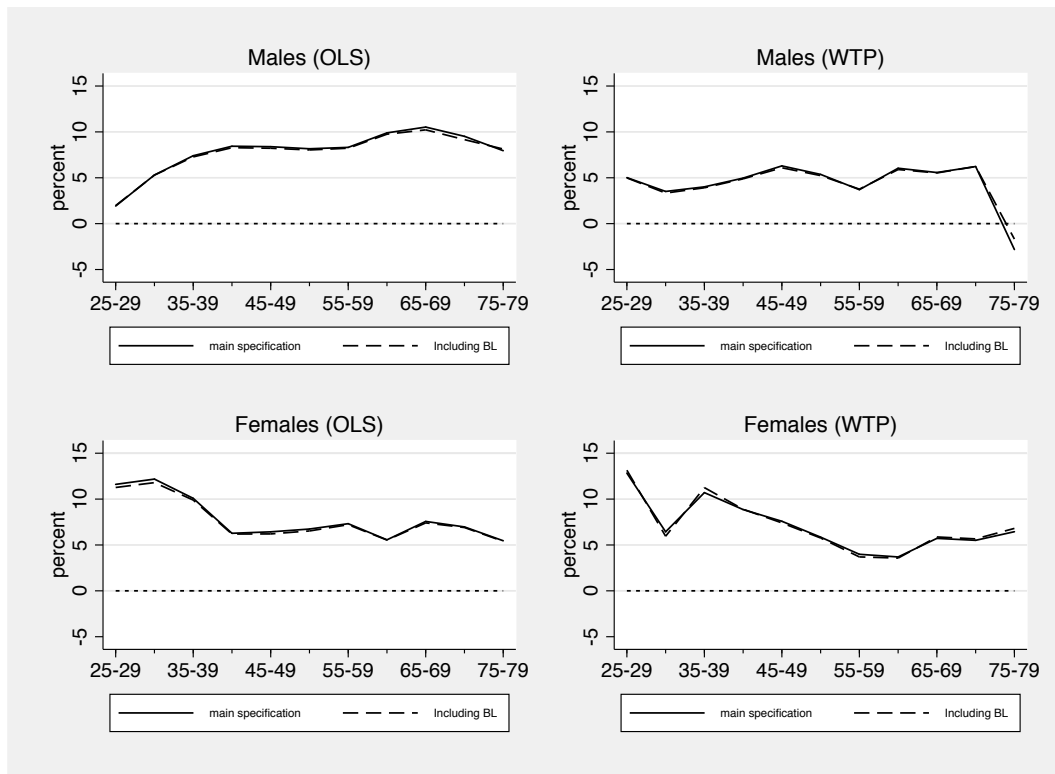 Males (OLS)
percent
15
10
5
0
-5
25-29 35-39 45-49 55-59 65-69 75-79
main specification Including BL
Males (WTP)
percent
15
10
5
0
-5
25-29 35-39 45-49 55-59 65-69 75-79
main specification Including BL
Females (OLS)
percent
15
10
5
0
-5
25-29 35-39 45-49 55-59 65-69 75-79
main specification Including BL
Females (WTP)
percent
15
10
5
0
-5
25-29 35-39 45-49 55-59 65-69 75-79
main specification Including BL